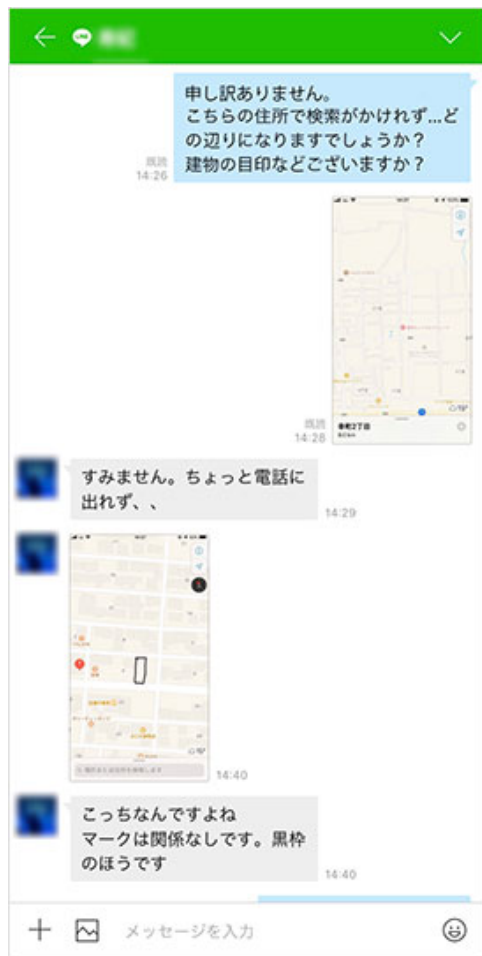 LINE
申し訳ありません。
こちらの住所で検索がかけれず...ど
の辺りになりますでしょうか?
建物の目印などございますか?
既読
14:26
既読
14:28
すみません。ちょっと電話に
出れず、、
14:29
14:40
こっちなんですよね
マークは関係なしです。黒枠
のほうです
14:40
メッセージを入力